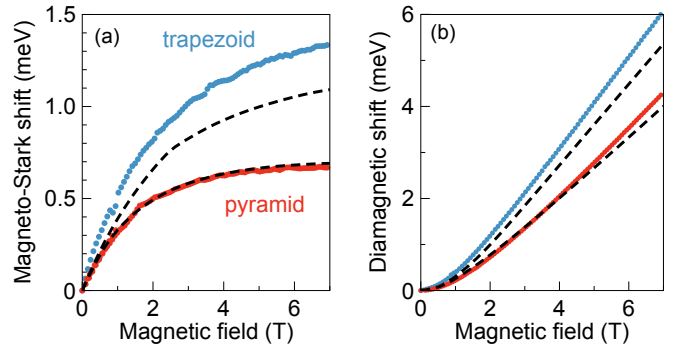 1.5
(a)
trapezoid
1.0
0.5
pyramid
0
0 2 4 6
Magnetic field (T)
Magneto-Stark shift (meV)
6
(b)
4
2
0
0 2 4 6
Magnetic field (T)
Diamagnetic shift (meV)